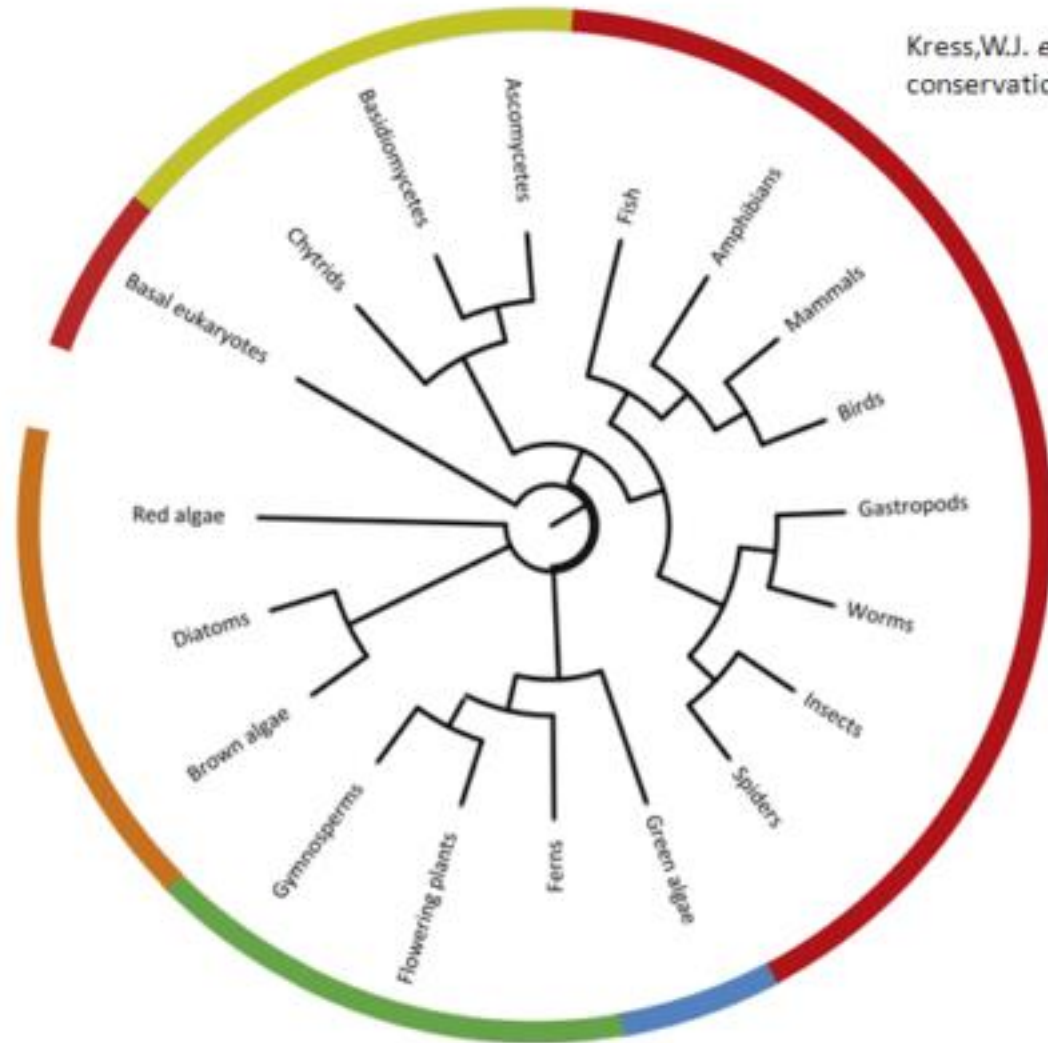 Kress,W.J. e
conservatio
Ascomycetes
Basidiomycetes
Chytrids
Basal eukaryotes
Fish
Amphibians
Mammals
Birds
Gastropods
Worms
Insects
Spiders
Green algae
Ferns
Flowering plants
Gymnosperms
Brown algae
Diatoms
Red algae